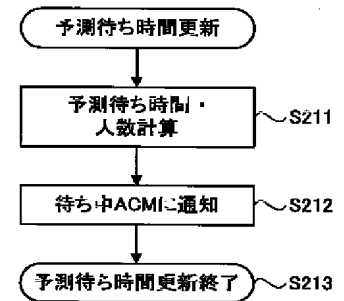 予測待ち時間更新
予測待ち時間・
人数計算
S211
待ち中ACMに通知
S212
予測待ち時間更新終了
S213